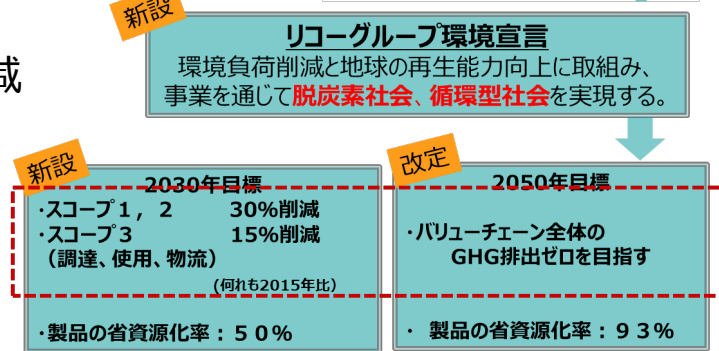 新設
リコーグループ環境宣言
減
環境負荷削減と地球の再生能力向上に取組み、
事業を通じて脱炭素社会、循環型社会を実現する。
新設
2030年目標
・スコープ１，２ 30%削減
・スコープ３ 15%削減
（調達、使用、物流）
(何れも2015年比)
・製品の省資源化率：５０％
改定
2050年目標
・バリューチェーン全体の
GHG排出ゼロを目指す
・ 製品の省資源化率：９３％